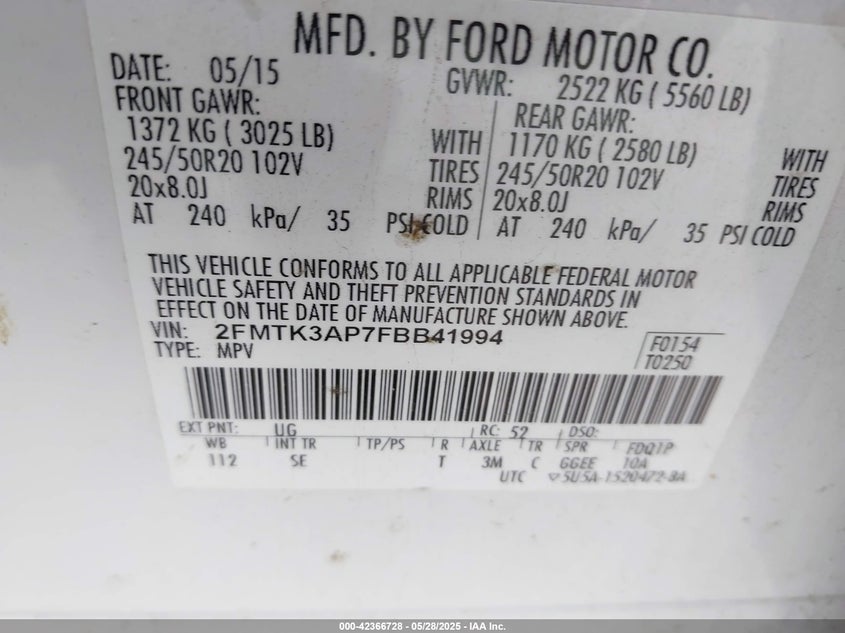 MFD. BY FORD MOTOR CO.
DATE: 05/15 GVWR: 2522 KG ( 5560 LB)
FRONT GAWR: REAR GAWR:
1372 KG ( 3025 LB) WITH 1170 KG ( 2580 LB) WITH
245/50R20 102V TIRES 245/50R20 102V TIRES
20x8.0J RIMS 20x8.0J RIMS
AT 240 kPa/ 35 PSI COLD AT 240 kPa/ 35 PSI COLD
THIS VEHICLE CONFORMS TO ALL APPLICABLE FEDERAL MOTOR
VEHICLE SAFETY AND THEFT PREVENTION STANDARDS IN
EFFECT ON THE DATE OF MANUFACTURE SHOWN ABOVE.
VIN: 2FMTK3AP7FBB41994 F0154
TYPE: MPV T0250
EXT PNT: UG RC: 52 DSO:
WB INT TR TP/PS R AXLE TR SPR FDQ1P
112 SE T 3M C GGEE 10A
UTC ▽5U5A-1520472-BA
000-42366728 - 05/28/2025 - IAA Inc.